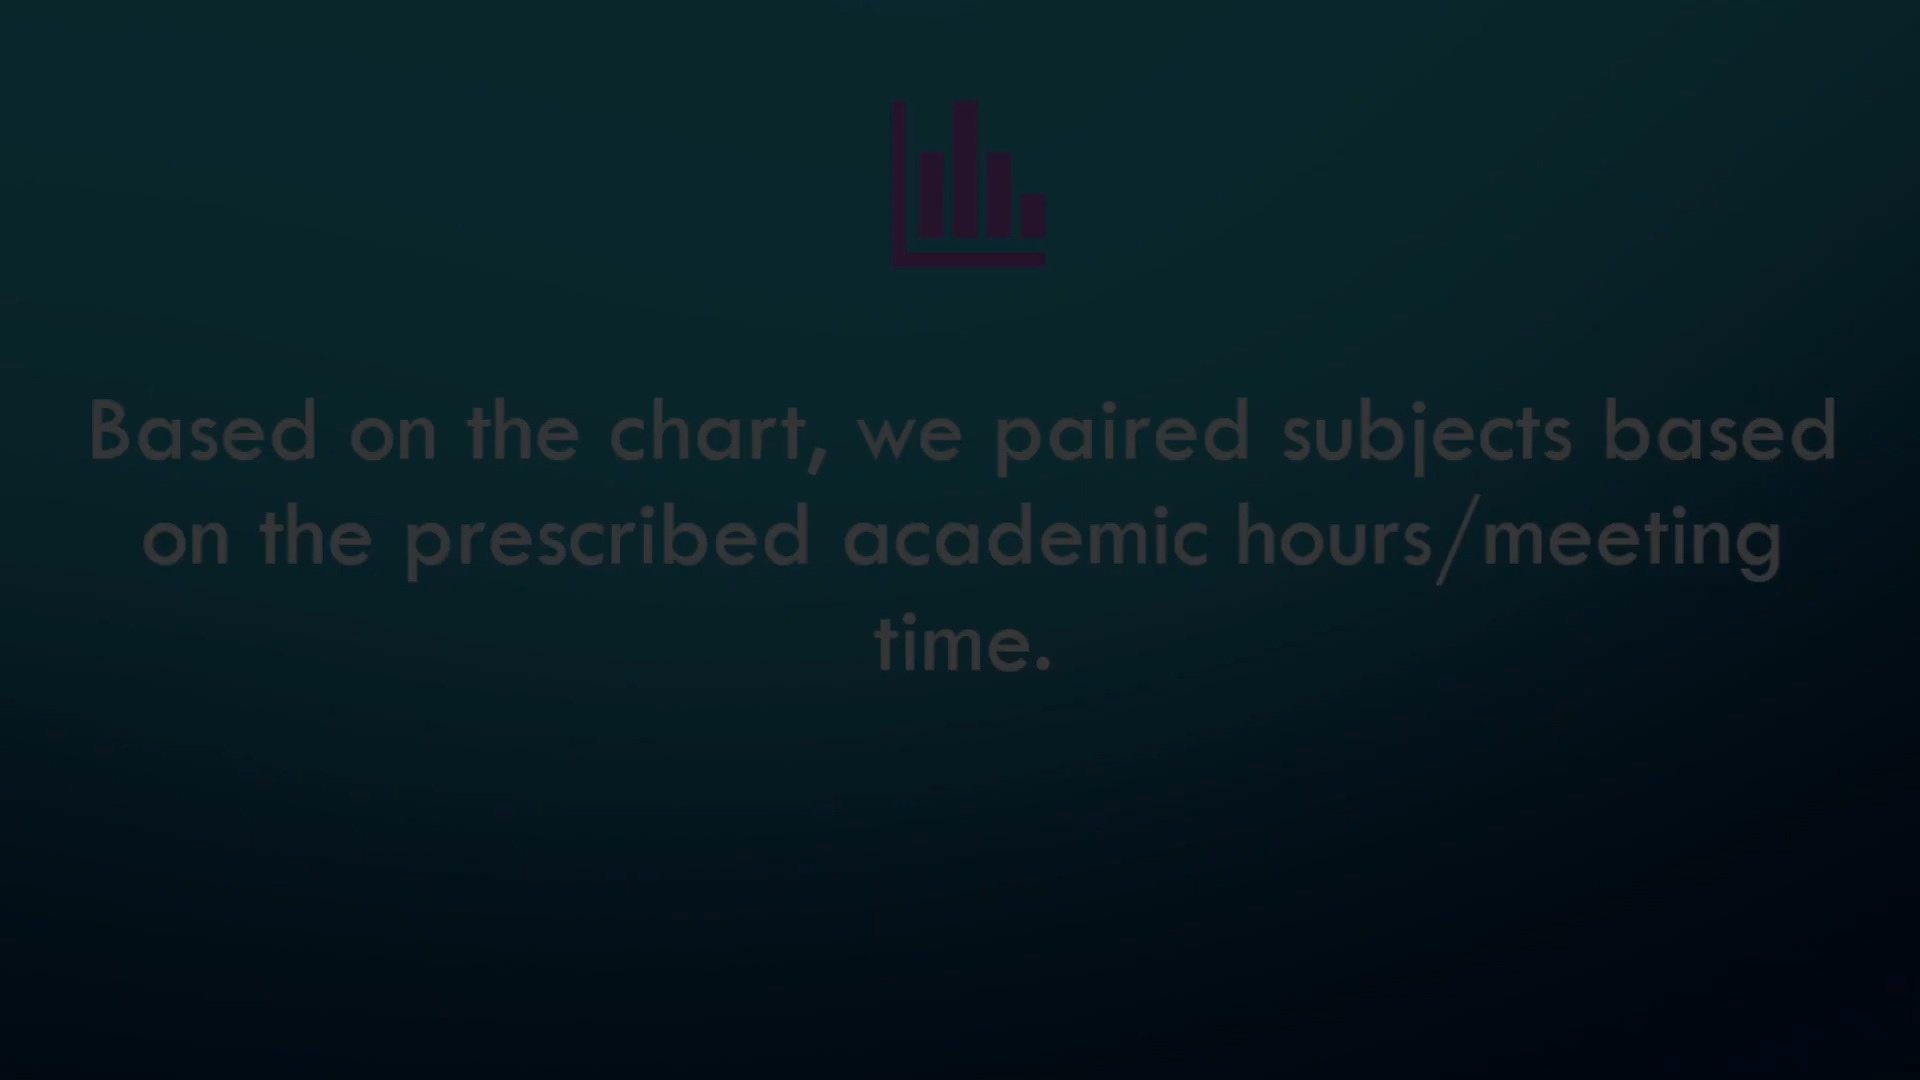 Based on the chart, we paired subjects based
on the prescribed academic hours/meeting
time.